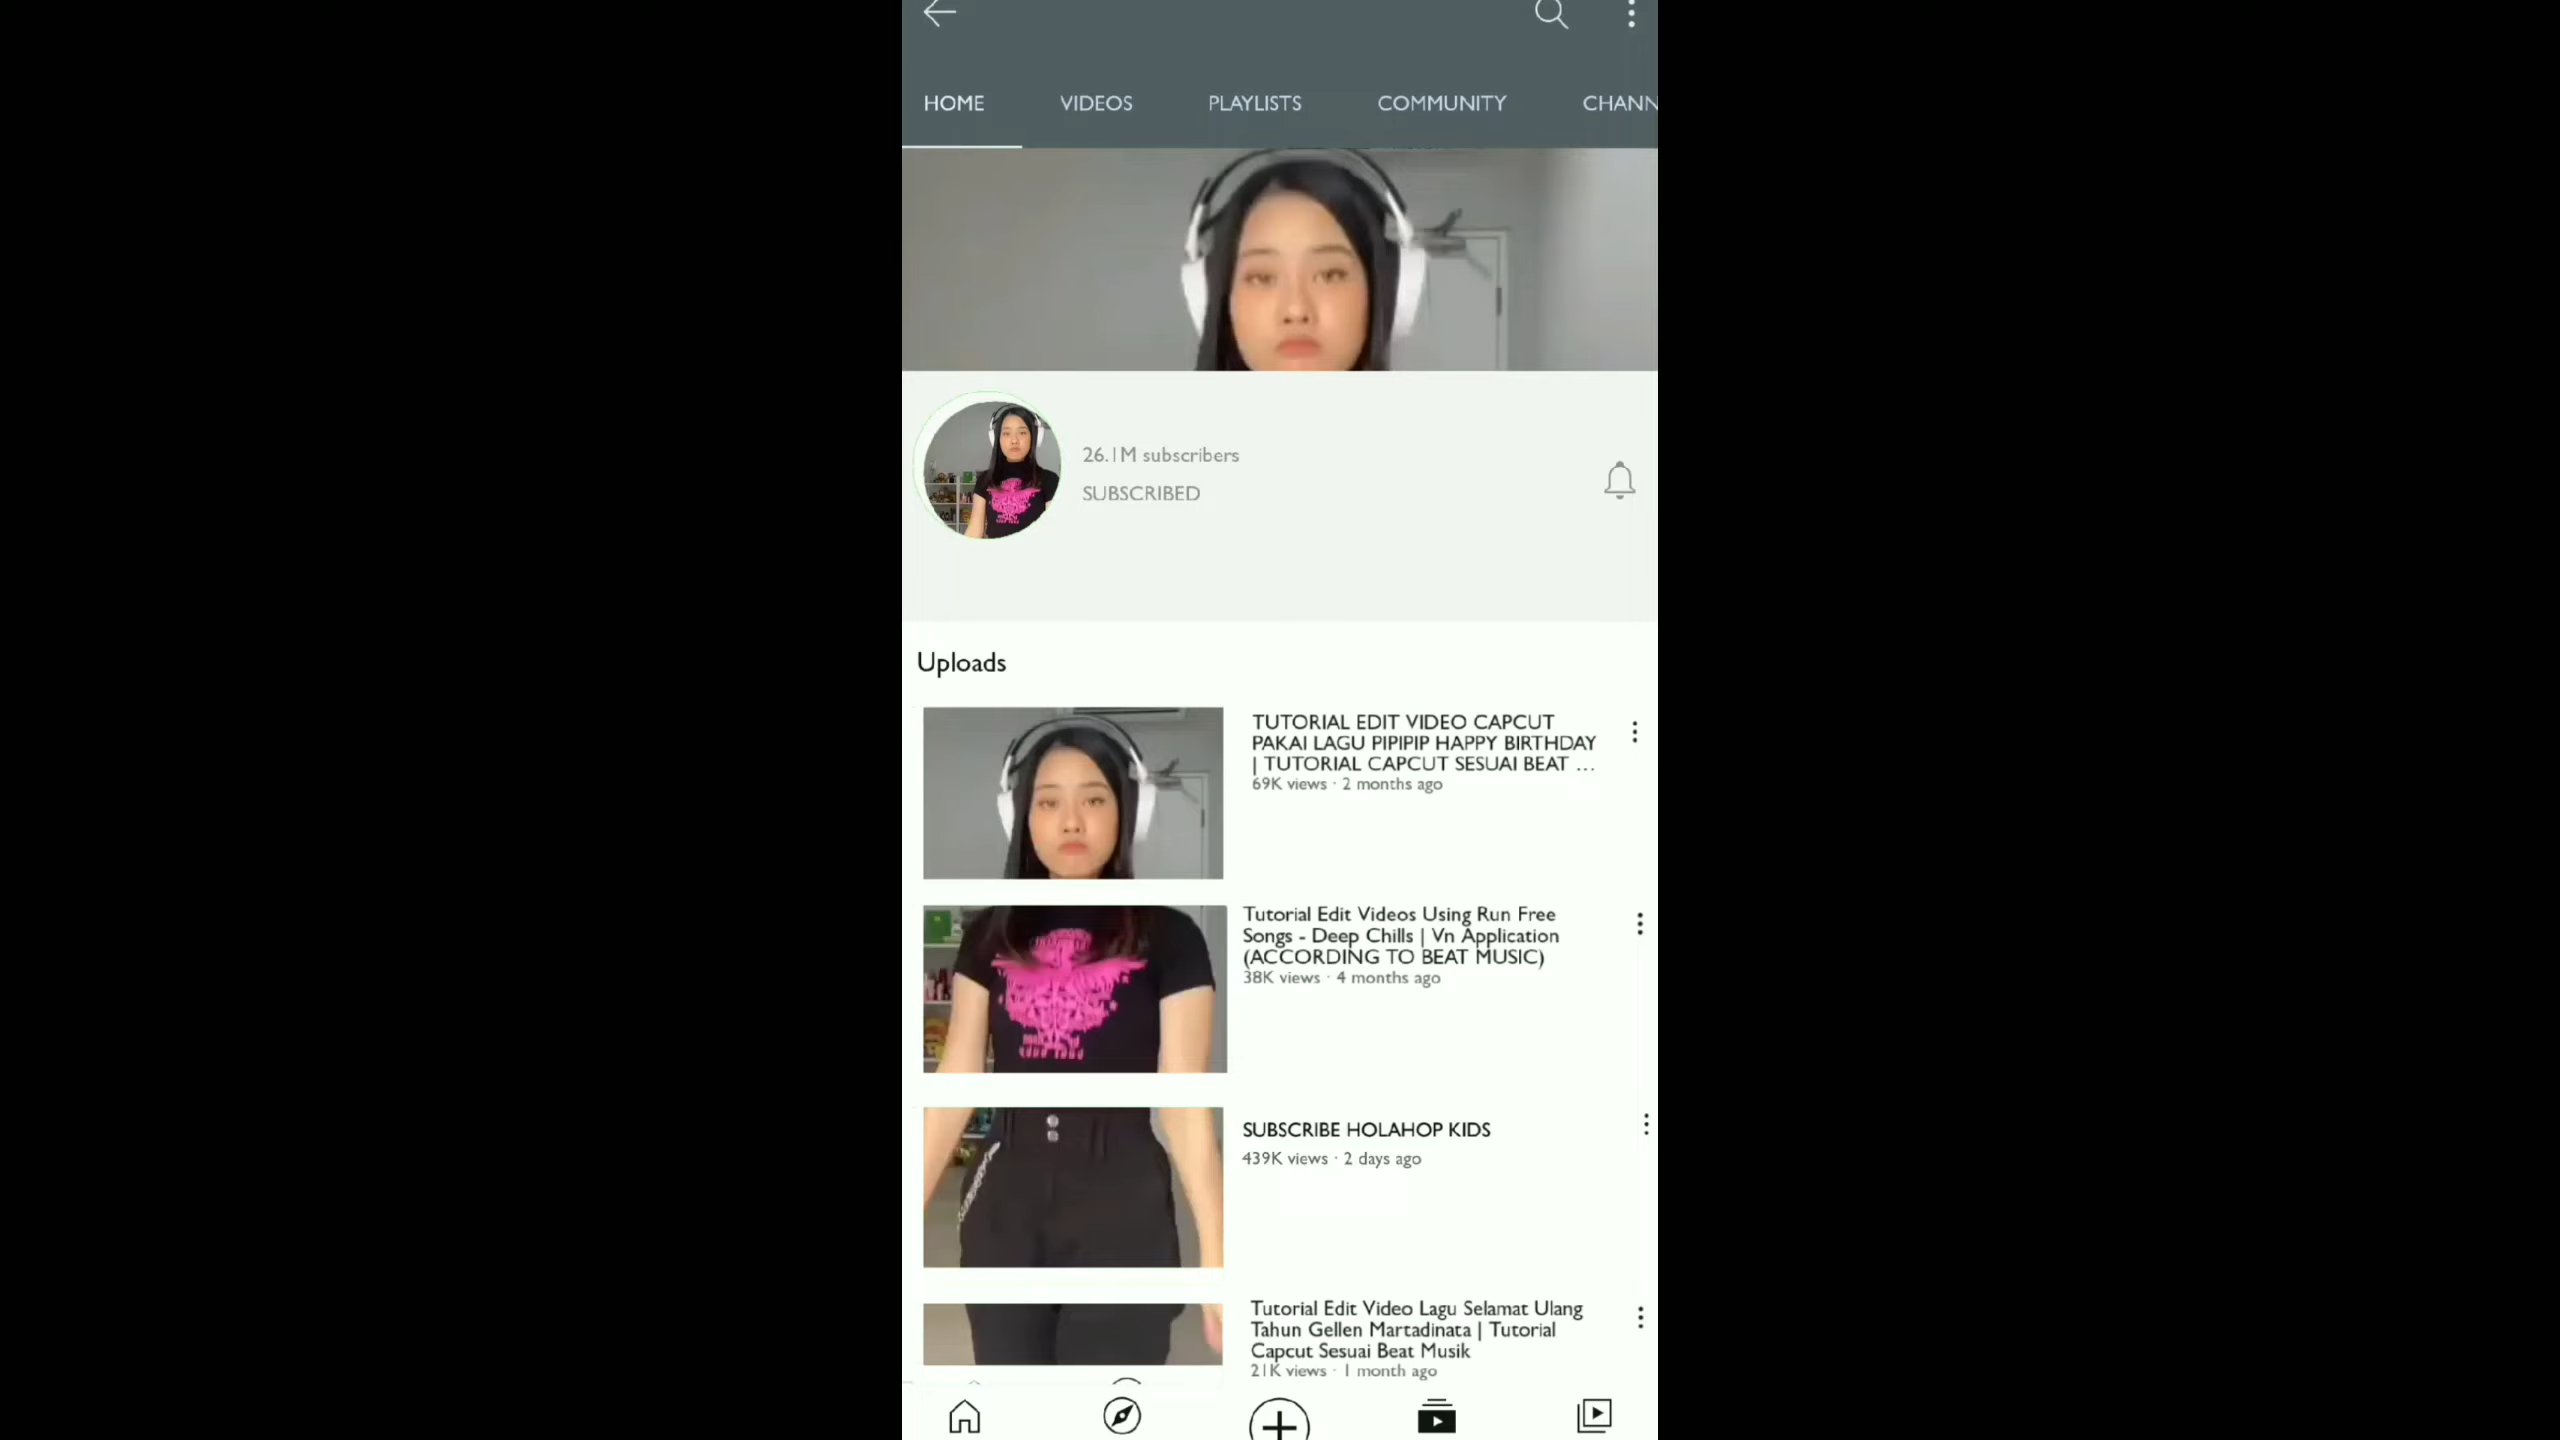 HOME VIDEOS PLAYLISTS COMMUNITY CHANN
26.1M subscribers
SUBSCRIBED
Uploads
TUTORIAL EDIT VIDEO CAPCUT
PAKAI LAGU PIPIPIP HAPPY BIRTHDAY
| TUTORIAL CAPCUT SESUAI BEAT ...
69K views · 2 months ago
Tutorial Edit Videos Using Run Free
Songs - Deep Chills | Vn Application
(ACCORDING TO BEAT MUSIC)
38K views · 4 months ago
SUBSCRIBE HOLAHOP KIDS
439K views · 2 days ago
Tutorial Edit Video Lagu Selamat Ulang
Tahun Gellen Martadinata | Tutorial
Capcut Sesuai Beat Musik
21K views · 1 month ago